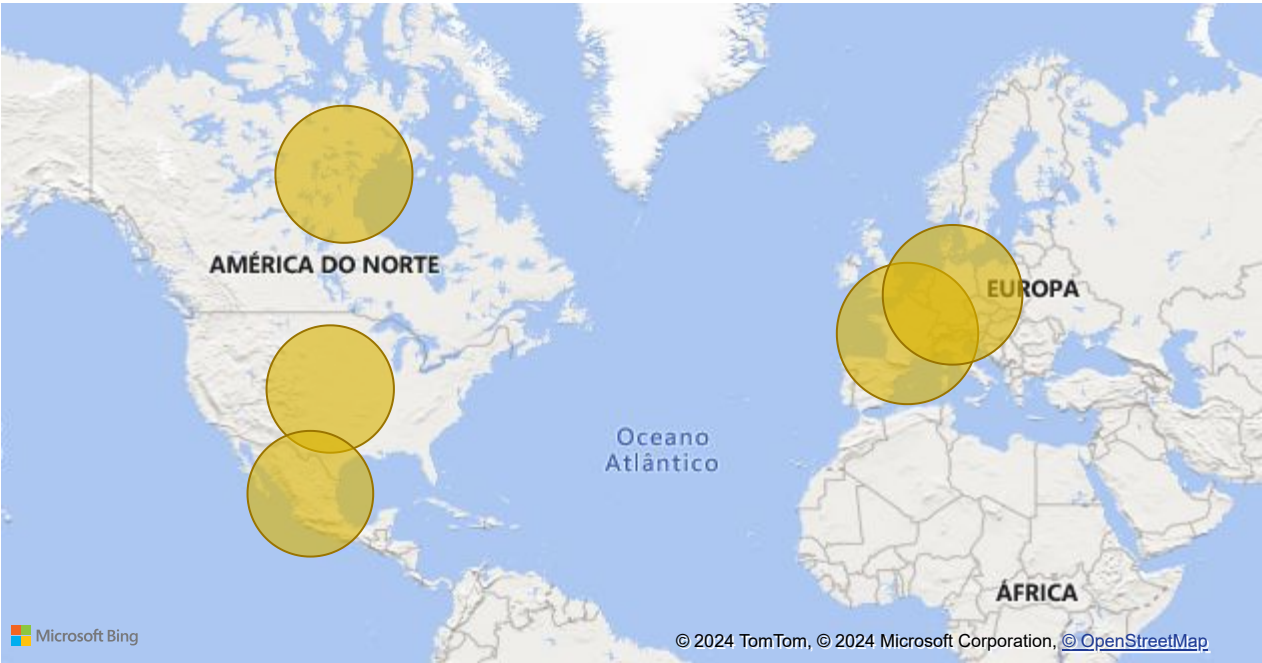 AMÉRICA DO NORTE
EUROPA
Oceano
Atlântico
ÁFRICA
Microsoft Bing
© 2024 TomTom, © 2024 Microsoft Corporation, © OpenStreetMap